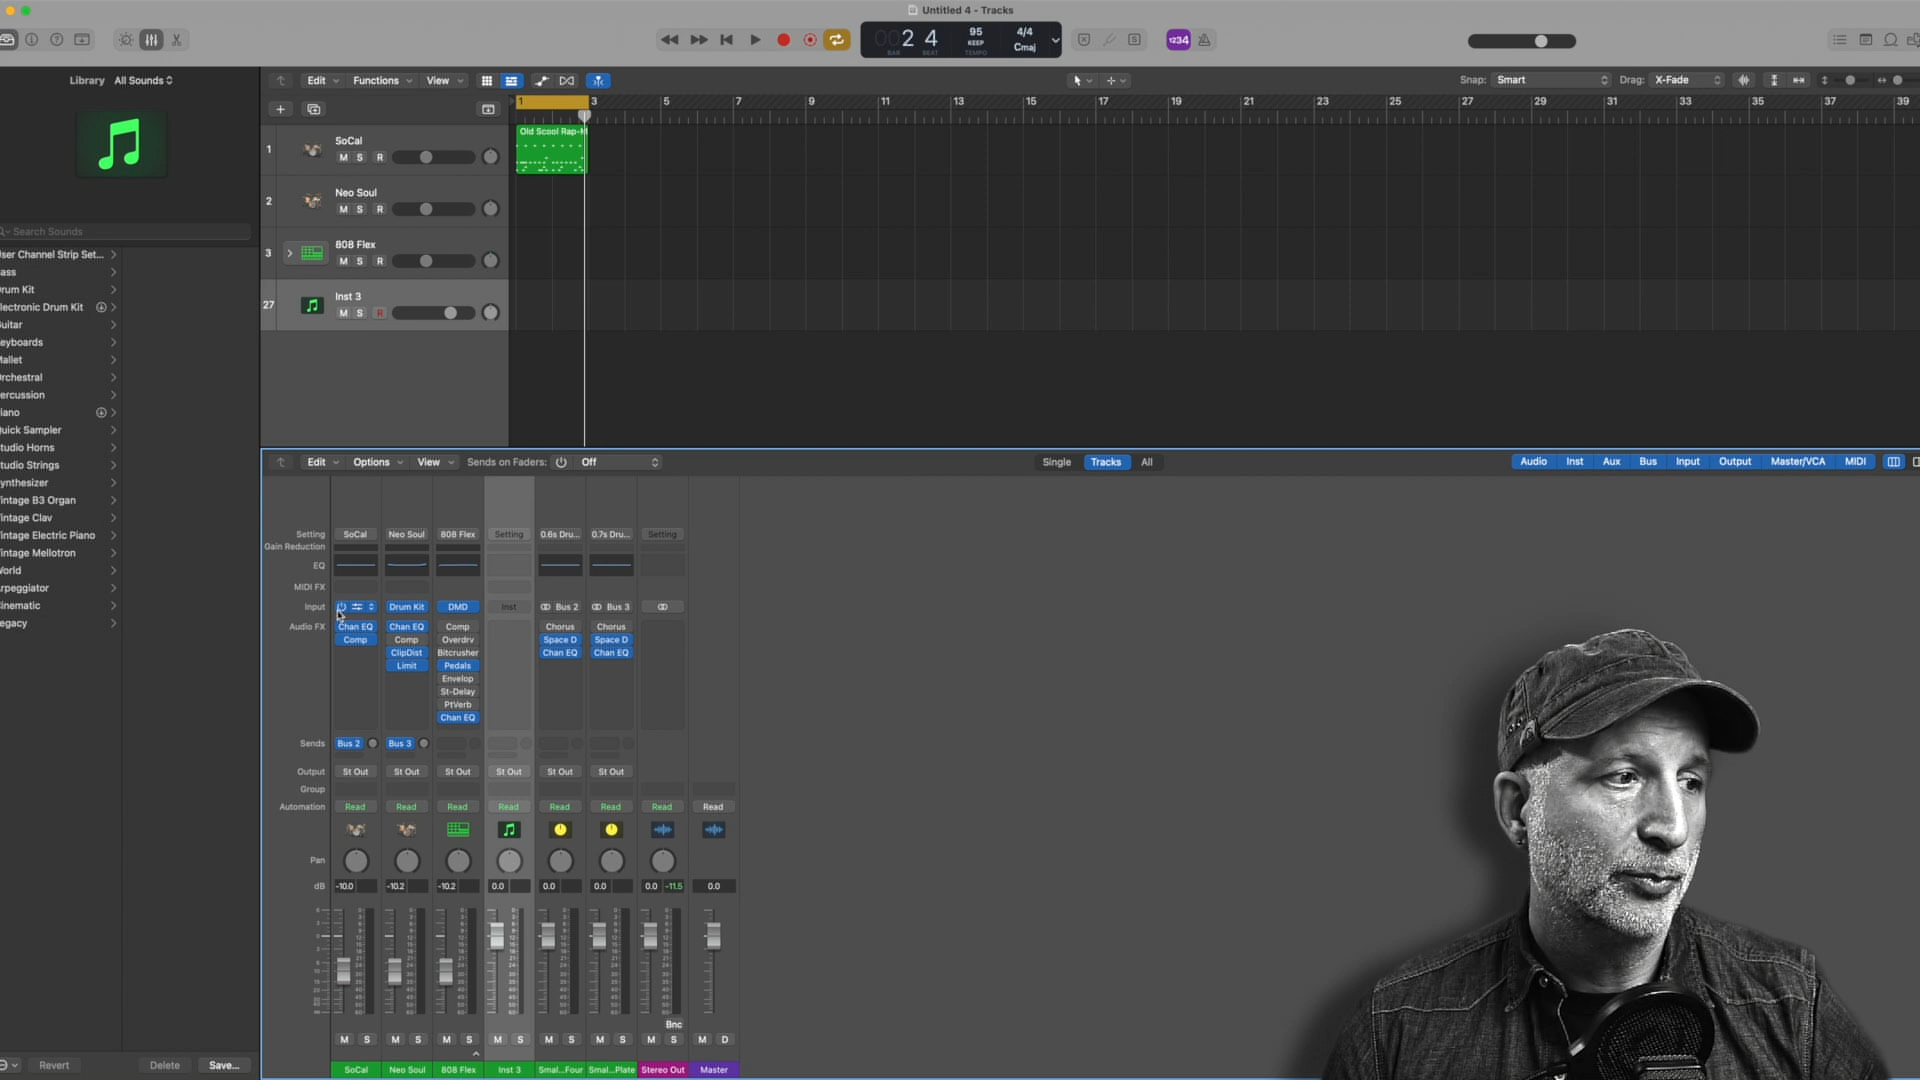 Untitled 4 - Tracks
002 4
BAR BEAT
95
KEEP
TEMPO
4/4
Cmaj
1234
Library All Sounds
Edit Functions View
Snap: Smart
Drag: X-Fade
1 3 5 7 9 11 13 15 17 19 21 23 25 27 29 31 33 35 37 39
Search Sounds
ser Channel Strip Set...
ass
rum Kit
lectronic Drum Kit
uitar
eyboards
allet
rchestral
ercussion
iano
uick Sampler
tudio Horns
tudio Strings
ynthesizer
intage B3 Organ
intage Clav
intage Electric Piano
intage Mellotron
orld
rpeggiator
inematic
egacy
Revert Delete Save...
1 SoCal
M S R
Old Scool Rap-M
2 Neo Soul
M S R
3 808 Flex
M S R
27 Inst 3
M S R
Edit Options View Sends on Faders: Off
Single Tracks All
Audio Inst Aux Bus Input Output Master/VCA MIDI
Setting SoCal Neo Soul 808 Flex Setting 0.6s Dru... 0.7s Dru... Setting
Gain Reduction
EQ
MIDI FX
Input Drum Kit DMD Inst Bus 2 Bus 3
Audio FX Chan EQ Chan EQ Comp Chorus Chorus
Comp Comp Overdrv Space D Space D
ClipDist Bitcrusher Chan EQ Chan EQ
Limit Pedals
Envelop
St-Delay
PtVerb
Chan EQ
Sends Bus 2 Bus 3
Output St Out St Out St Out St Out St Out St Out
Group
Automation Read Read Read Read Read Read Read Read
Pan
dB -10.0 -10.2 -10.2 0.0 0.0 0.0 0.0 -11.5 0.0
Bnc
M S M S M S M S M S M S M S M D
SoCal Neo Soul 808 Flex Inst 3 Smal...Four Smal...Plate Stereo Out Master